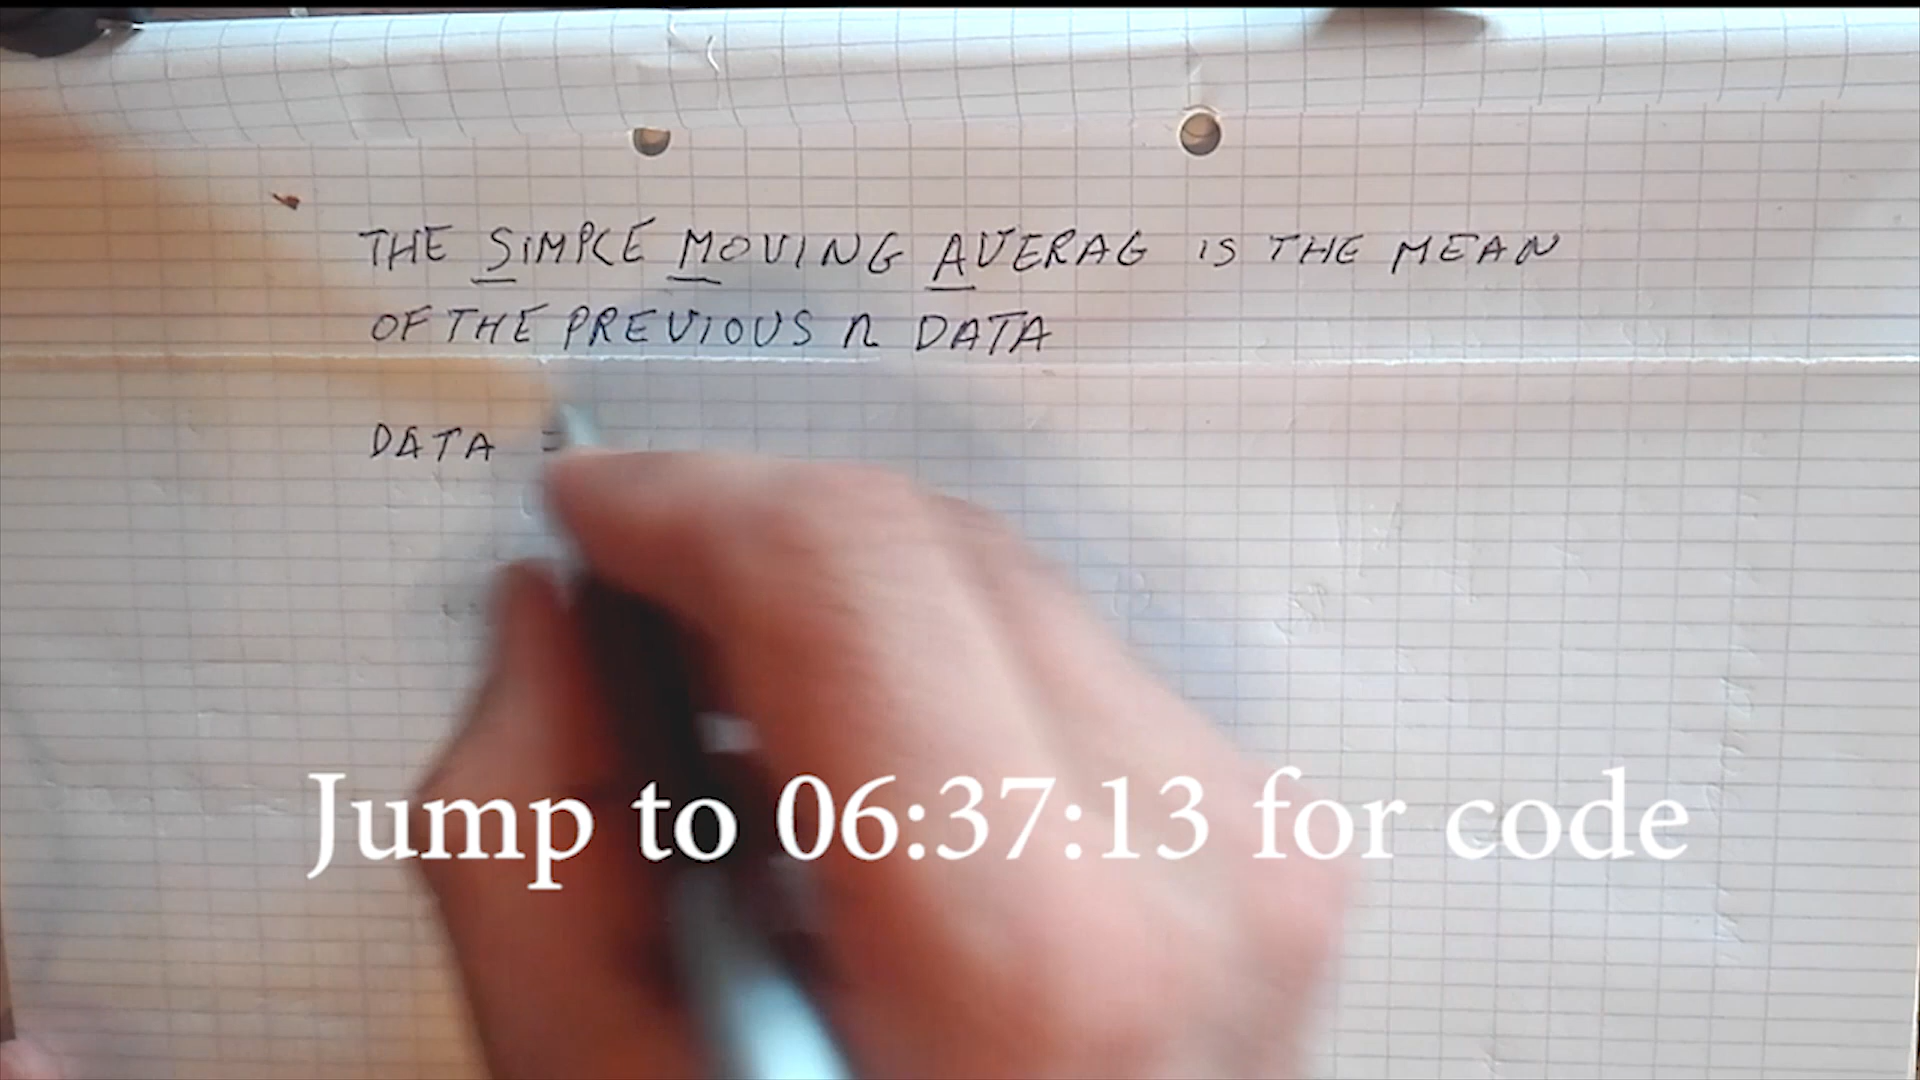 THE SIMPLE MOVING AVERAG IS THE MEAN
OF THE PREVIOUS n DATA
DATA =
Jump to 06:37:13 for code